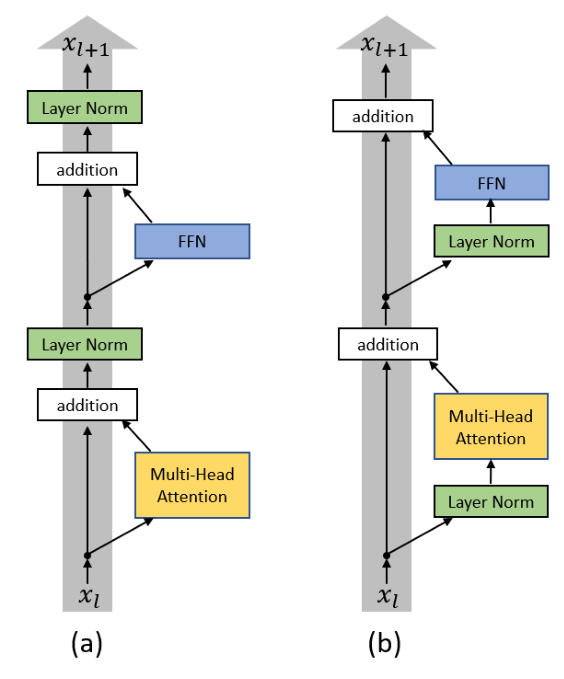 x_{l+1}
Layer Norm
addition
FFN
Layer Norm
addition
Multi-Head
Attention
x_l
(a)
x_{l+1}
addition
FFN
Layer Norm
addition
Multi-Head
Attention
Layer Norm
x_l
(b)